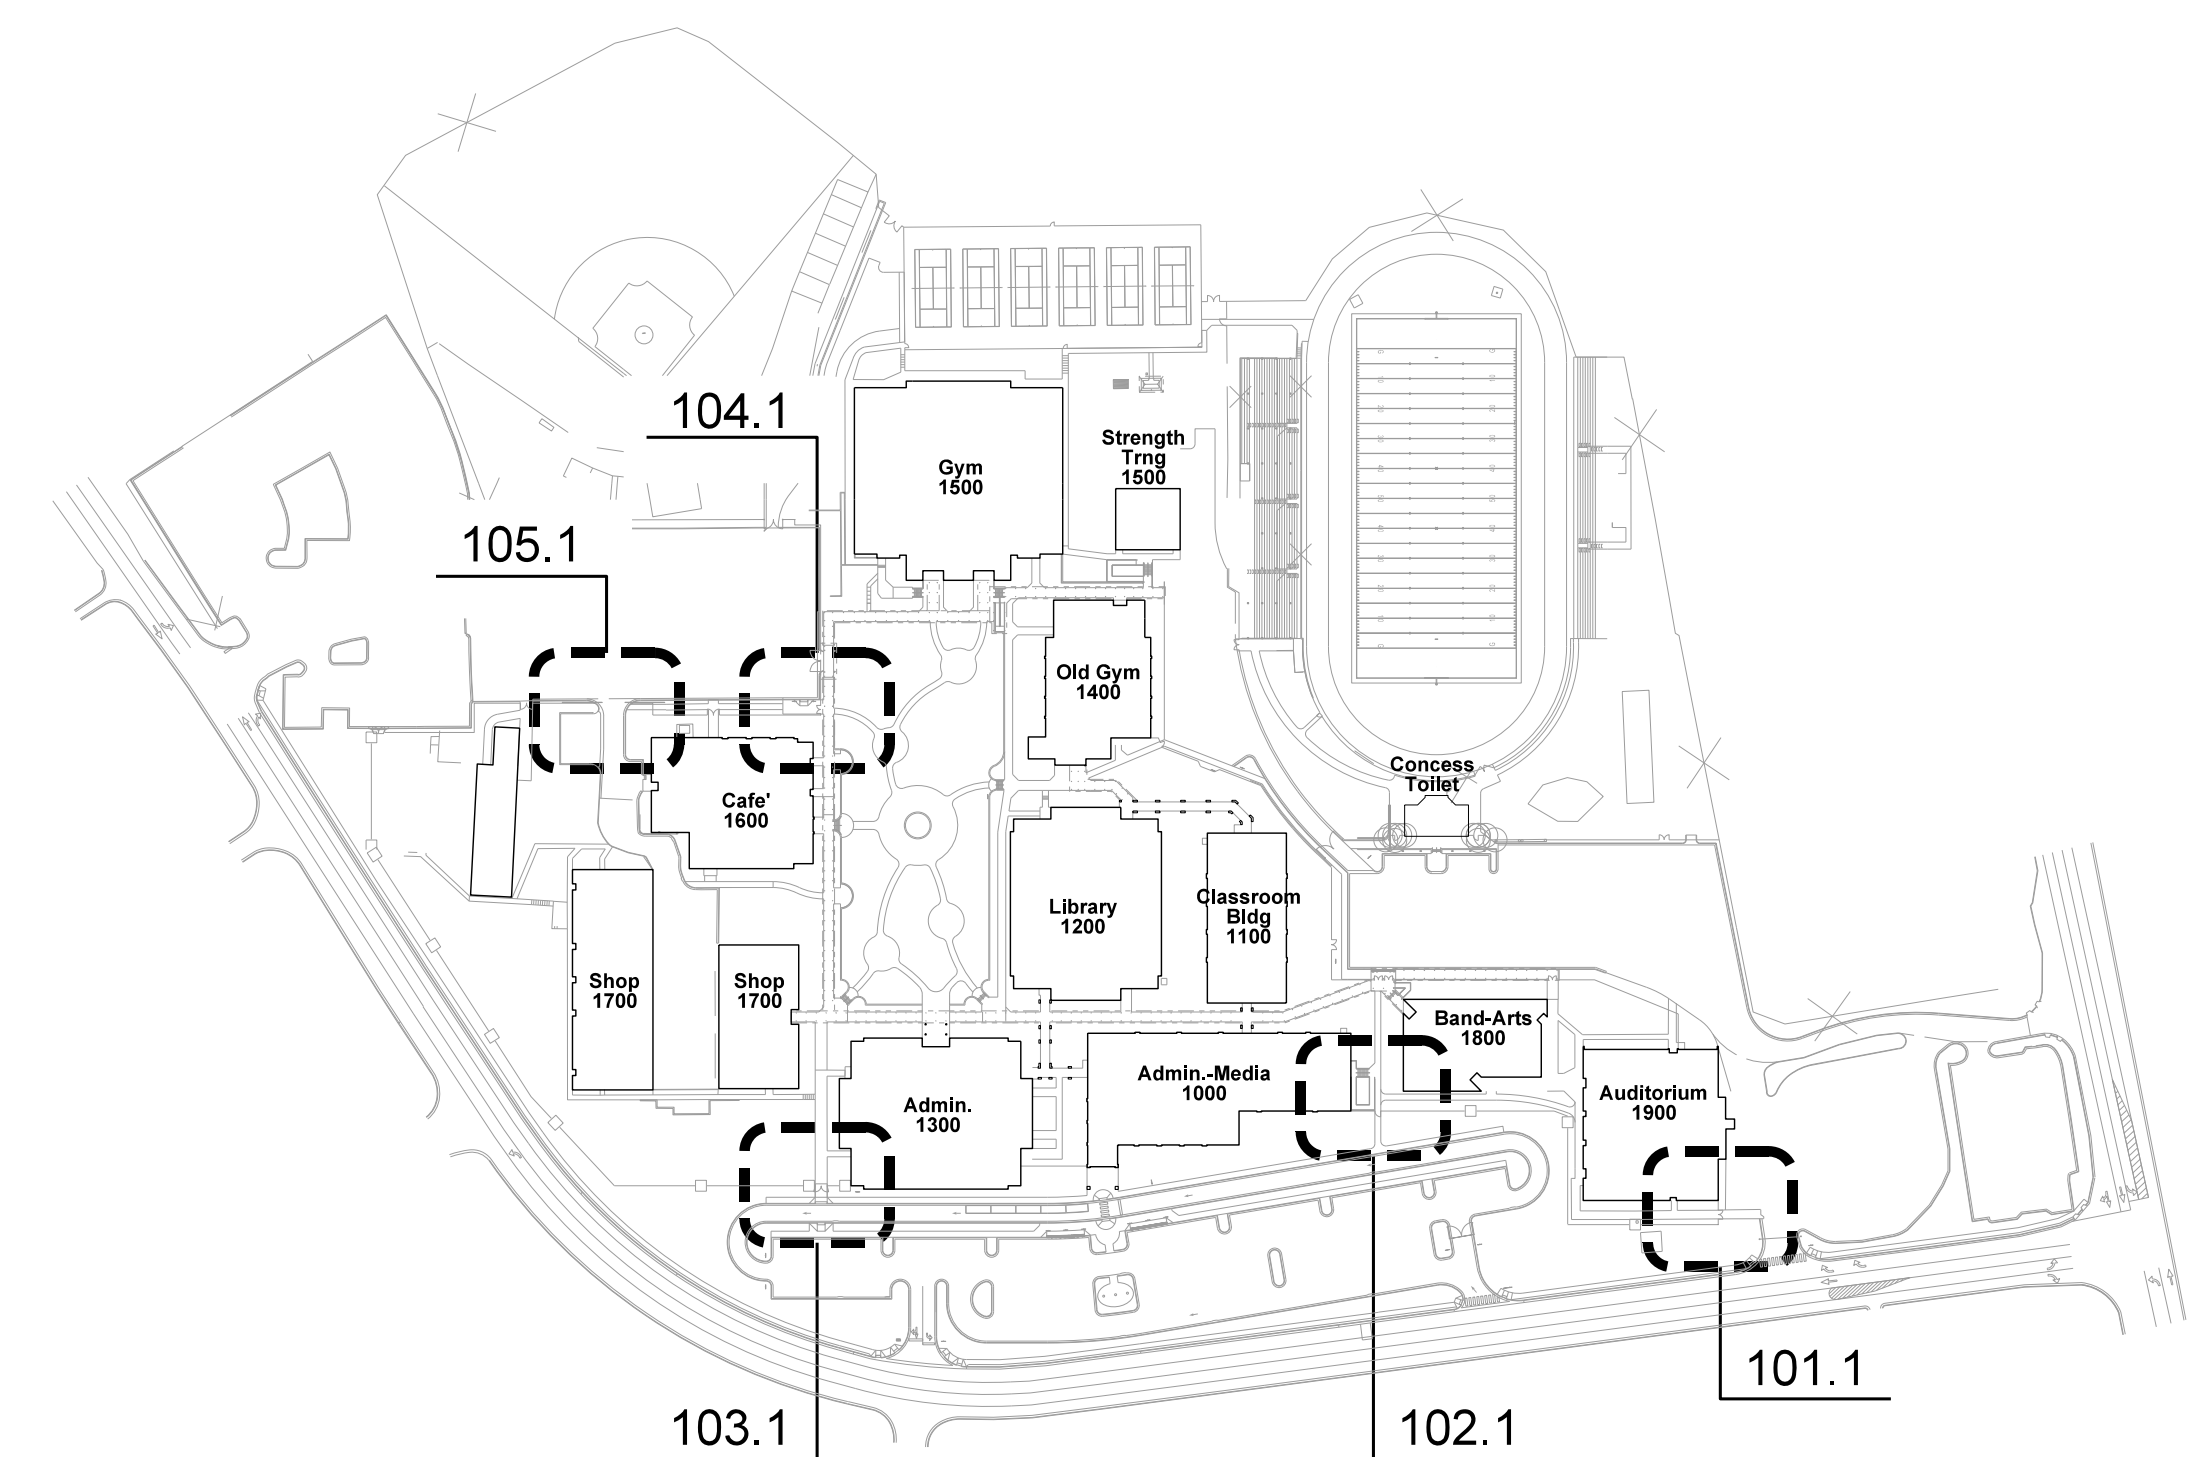 104.1
Strength
Trng
1500
Gym
1500
105.1
Old Gym
1400
Concess
Toilet
Cafe'
1600
Library
1200
Classroom
Bldg
1100
Shop
1700
Shop
1700
Band-Arts
1800
Admin.-Media
1000
Auditorium
1900
Admin.
1300
101.1
103.1
102.1